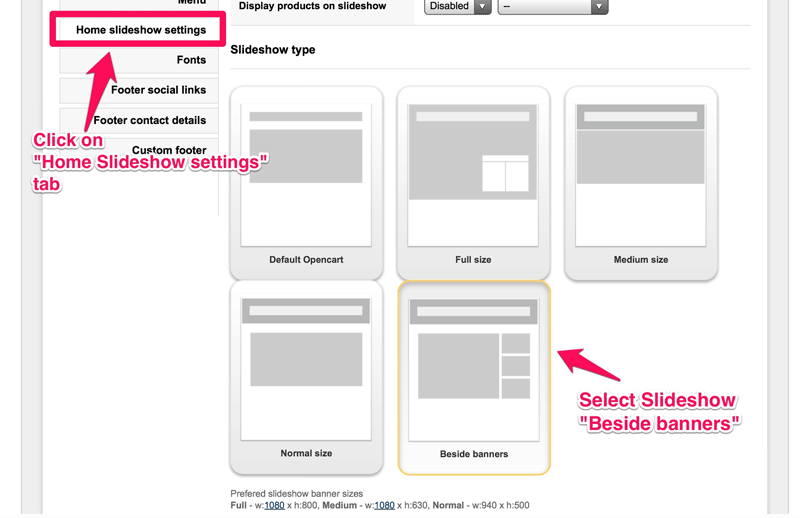 Menu
Display products on slideshow
Disabled
--
Home slideshow settings
Slideshow type
Fonts
Footer social links
Footer contact details
Custom footer
Click on
"Home Slideshow settings"
tab
Default Opencart
Full size
Medium size
Normal size
Beside banners
Select Slideshow
"Beside banners"
Prefered slideshow banner sizes
Full - w:1080 x h:800, Medium - w:1080 x h:630, Normal - w:940 x h:500